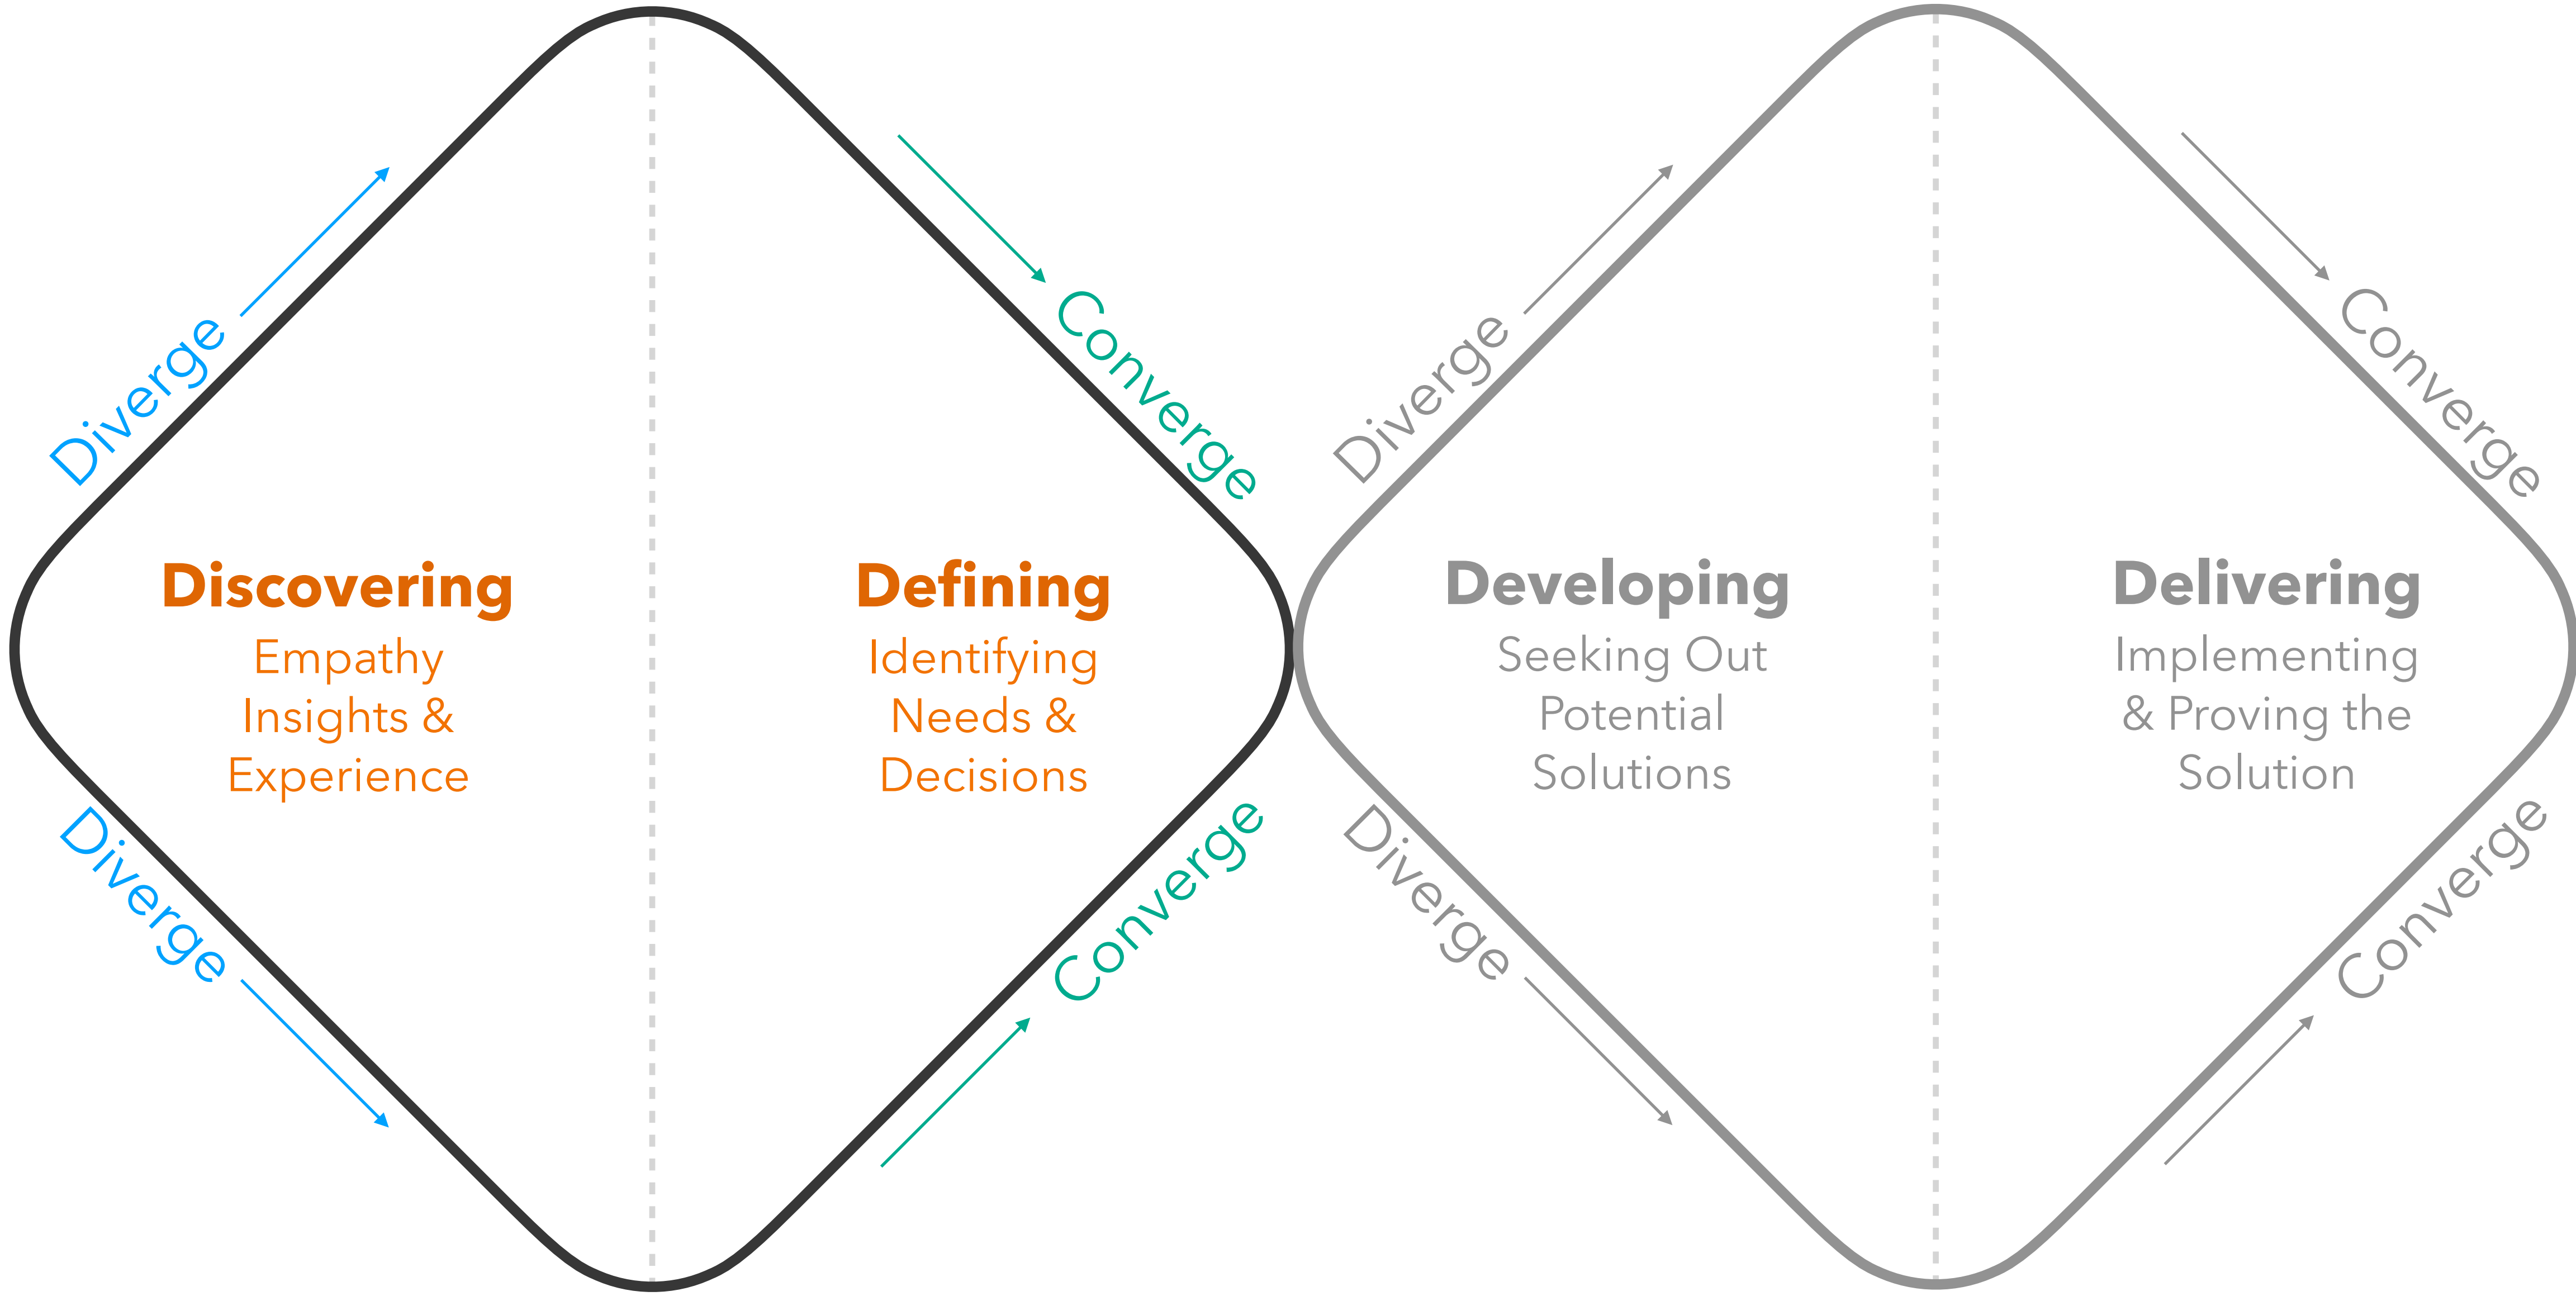 Diverge
Converge
Discovering
Empathy
Insights &
Experience
Defining
Identifying
Needs &
Decisions
Diverge
Converge
Diverge
Converge
Developing
Seeking Out
Potential
Solutions
Delivering
Implementing
& Proving the
Solution
Diverge
Converge